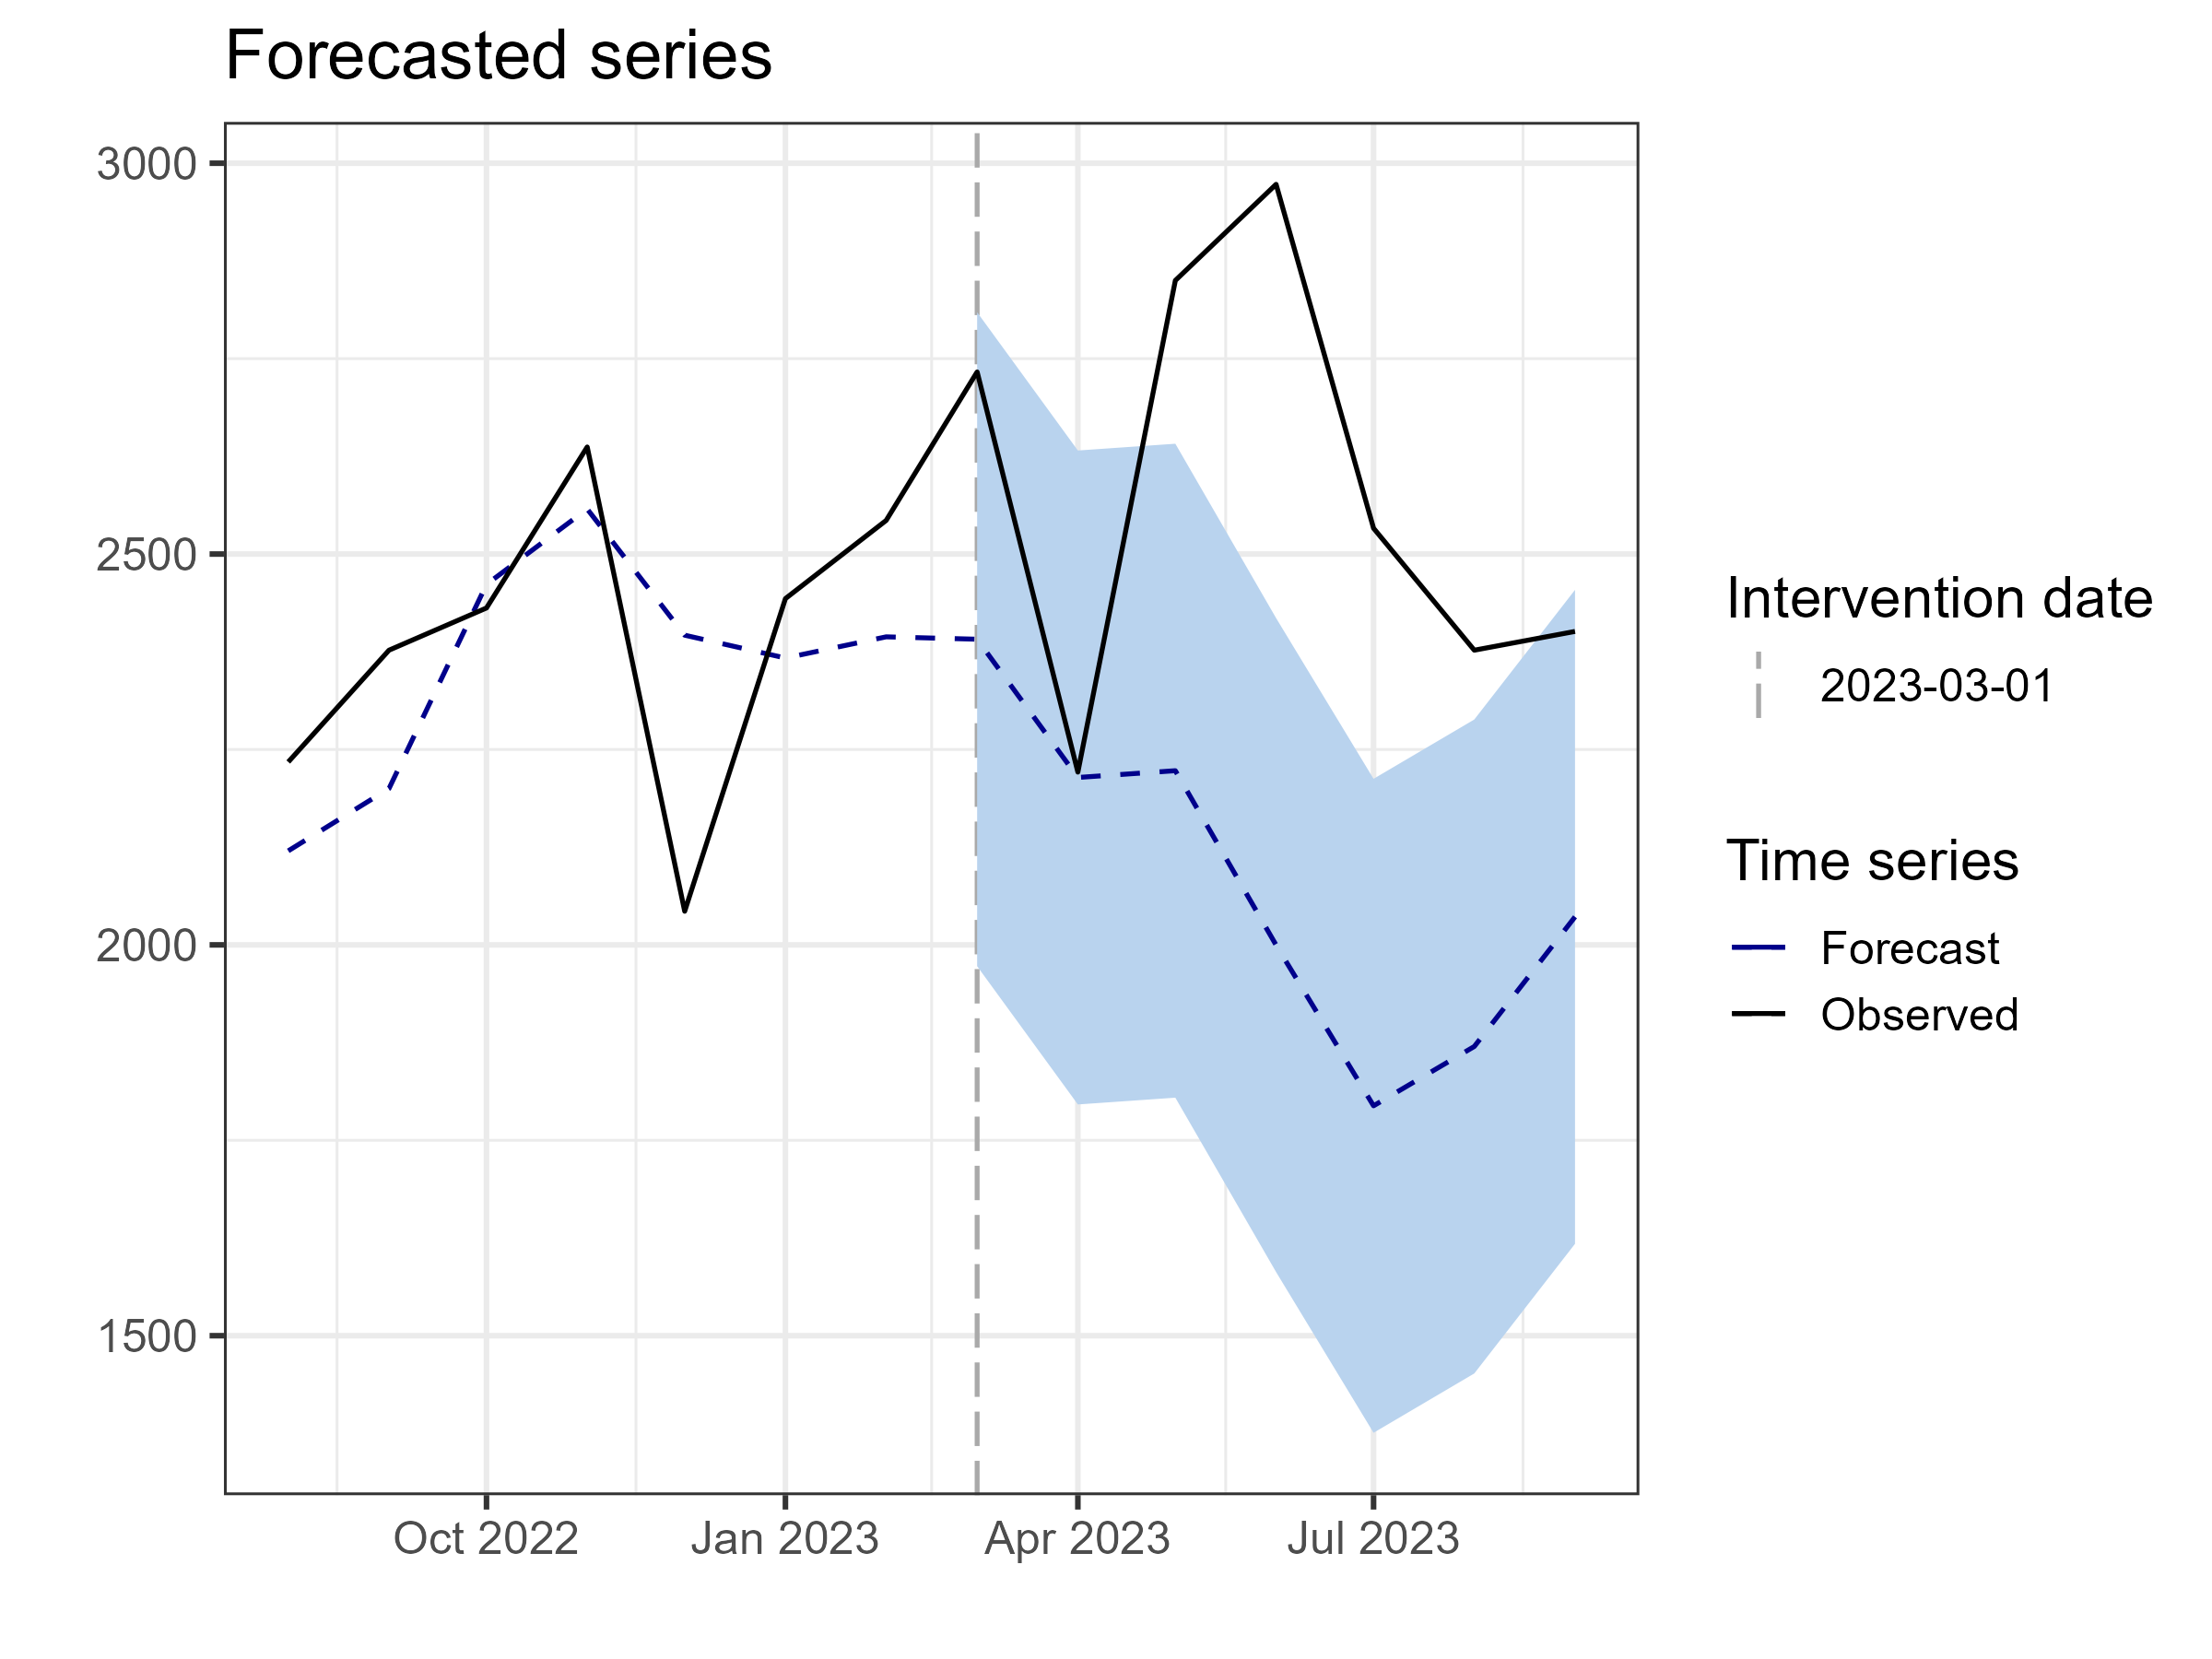 Forecasted series
3000
2500
2000
1500
Oct 2022 Jan 2023 Apr 2023 Jul 2023
Intervention date
2023-03-01
Time series
Forecast
Observed